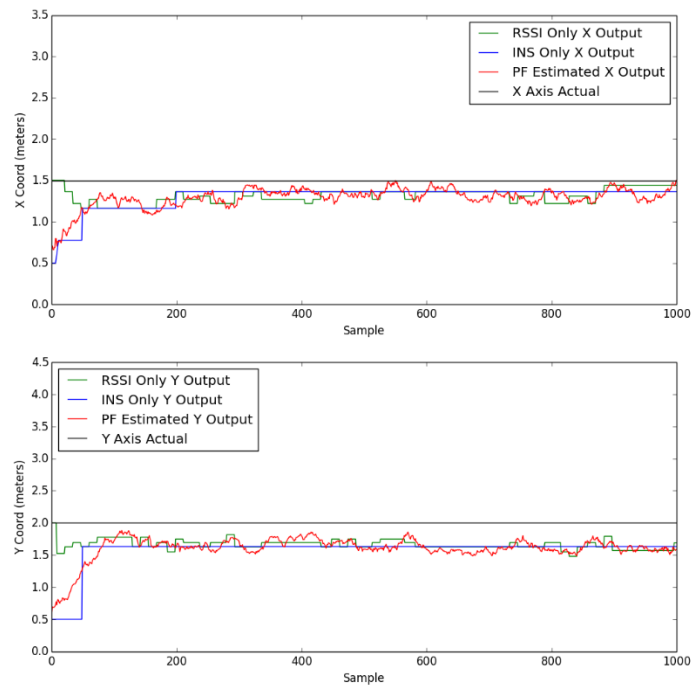 3.5
3.0
2.5
2.0
1.5
1.0
0.5
0.0
X Coord (meters)
RSSI Only X Output
INS Only X Output
PF Estimated X Output
X Axis Actual
0
200
400
600
800
1000
Sample
4.5
4.0
3.5
3.0
2.5
2.0
1.5
1.0
0.5
0.0
Y Coord (meters)
RSSI Only Y Output
INS Only Y Output
PF Estimated Y Output
Y Axis Actual
0
200
400
600
800
1000
Sample